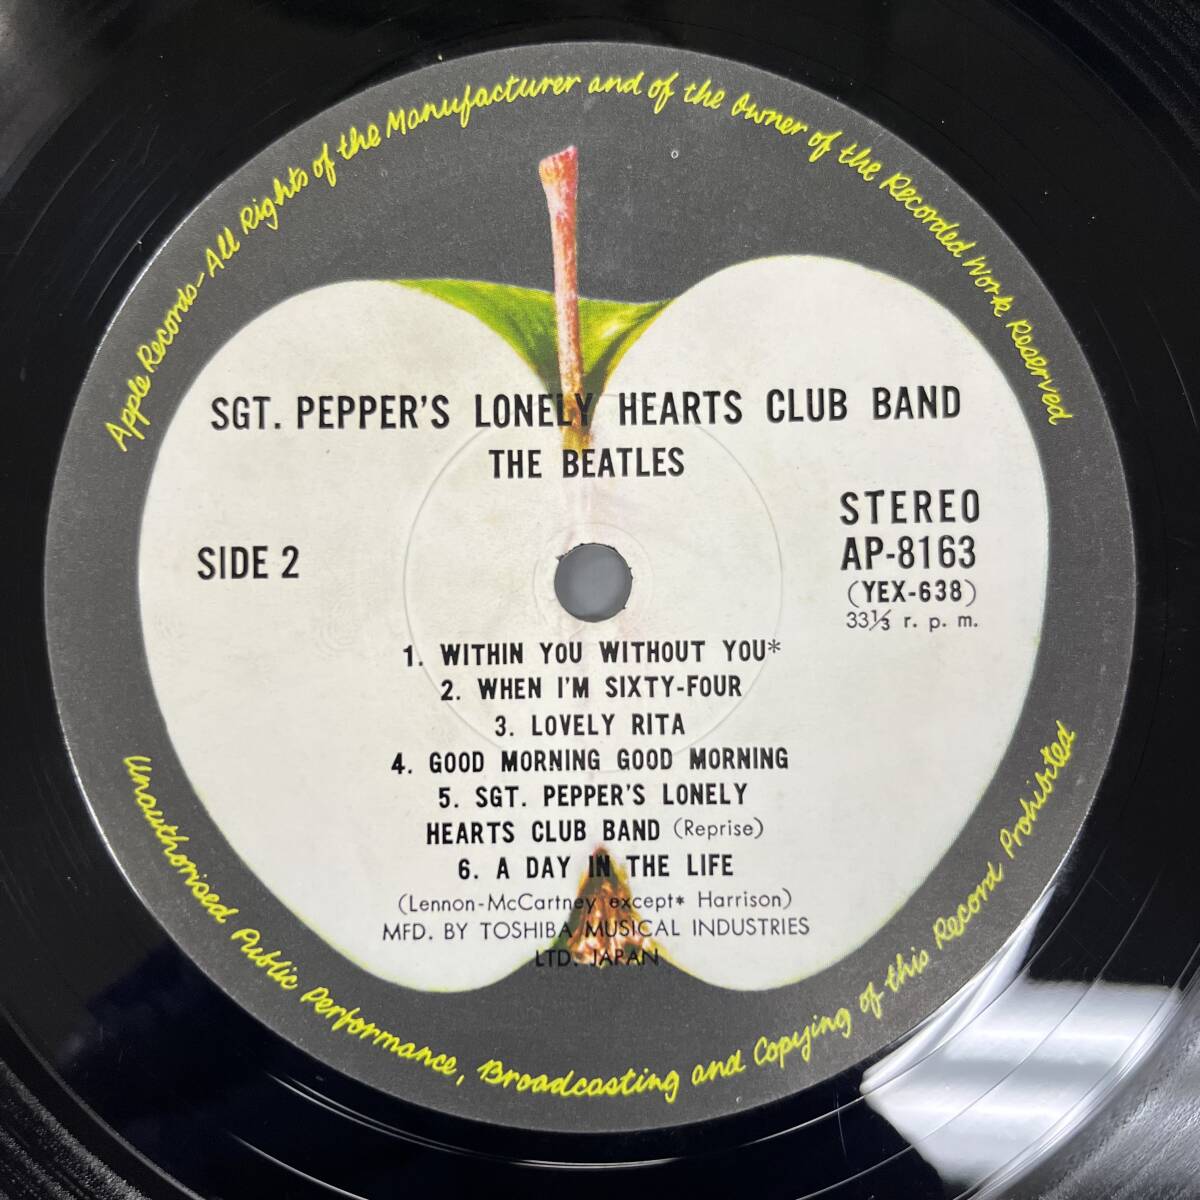 Apple Records-All Rights of the Manufacturer and of the Owner of the Recorded Work Reserved
SGT. PEPPER'S LONELY HEARTS CLUB BAND
THE BEATLES
SIDE 2
STEREO
AP-8163
(YEX-638)
33⅓ r. p. m.
1. WITHIN YOU WITHOUT YOU*
2. WHEN I'M SIXTY-FOUR
3. LOVELY RITA
4. GOOD MORNING GOOD MORNING
5. SGT. PEPPER'S LONELY
HEARTS CLUB BAND (Reprise)
6. A DAY IN THE LIFE
(Lennon-McCartney except* Harrison)
MFD. BY TOSHIBA MUSICAL INDUSTRIES
LTD. JAPAN
Unauthorised Public Performance, Broadcasting and Copying of this Record Prohibited